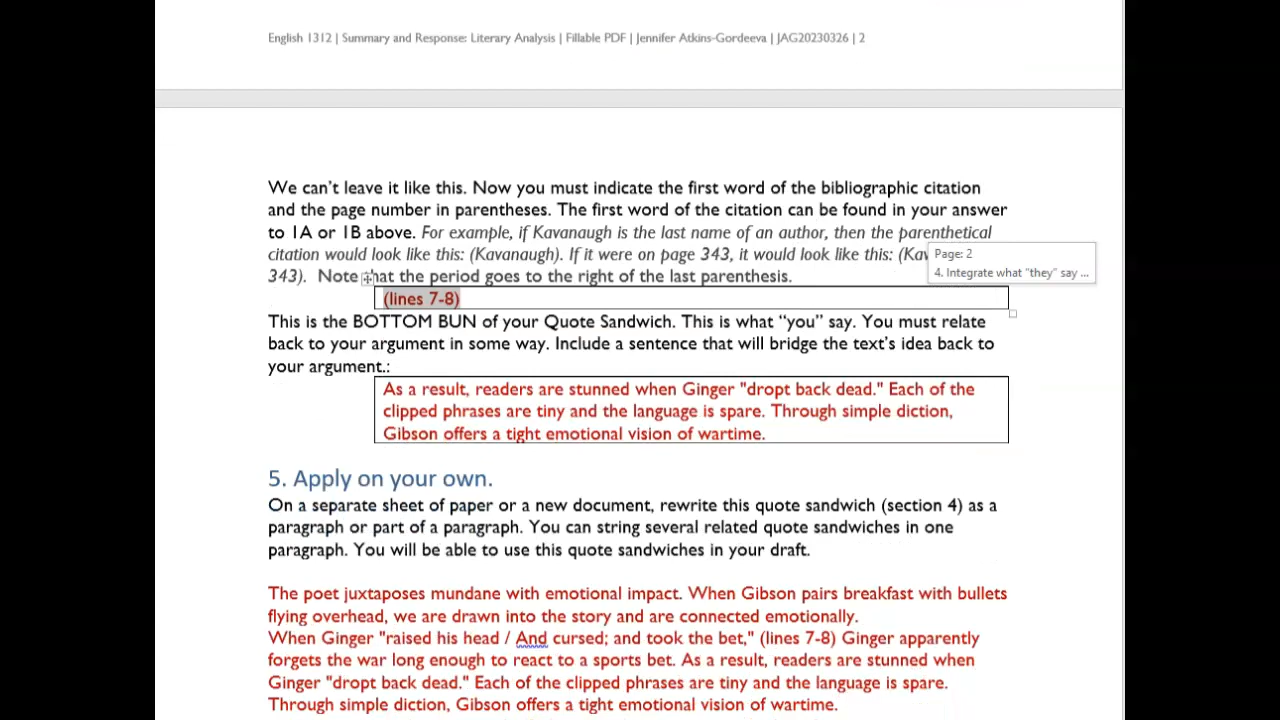 English 1312 | Summary and Response: Literary Analysis | Fillable PDF | Jennifer Atkins-Gordeeva | JAG20230326 | 2
We can't leave it like this. Now you must indicate the first word of the bibliographic citation
and the page number in parentheses. The first word of the citation can be found in your answer
to 1A or 1B above. For example, if Kavanaugh is the last name of an author, then the parenthetical
citation would look like this: (Kavanaugh). If it were on page 343, it would look like this: (Kav
Page: 2
4. Integrate what "they" say ...
343). Note that the period goes to the right of the last parenthesis.
(lines 7-8)
This is the BOTTOM BUN of your Quote Sandwich. This is what "you" say. You must relate
back to your argument in some way. Include a sentence that will bridge the text's idea back to
your argument.:
As a result, readers are stunned when Ginger "dropt back dead." Each of the
clipped phrases are tiny and the language is spare. Through simple diction,
Gibson offers a tight emotional vision of wartime.
5. Apply on your own.
On a separate sheet of paper or a new document, rewrite this quote sandwich (section 4) as a
paragraph or part of a paragraph. You can string several related quote sandwiches in one
paragraph. You will be able to use this quote sandwiches in your draft.
The poet juxtaposes mundane with emotional impact. When Gibson pairs breakfast with bullets
flying overhead, we are drawn into the story and are connected emotionally.
When Ginger "raised his head / And cursed; and took the bet," (lines 7-8) Ginger apparently
forgets the war long enough to react to a sports bet. As a result, readers are stunned when
Ginger "dropt back dead." Each of the clipped phrases are tiny and the language is spare.
Through simple diction, Gibson offers a tight emotional vision of wartime.